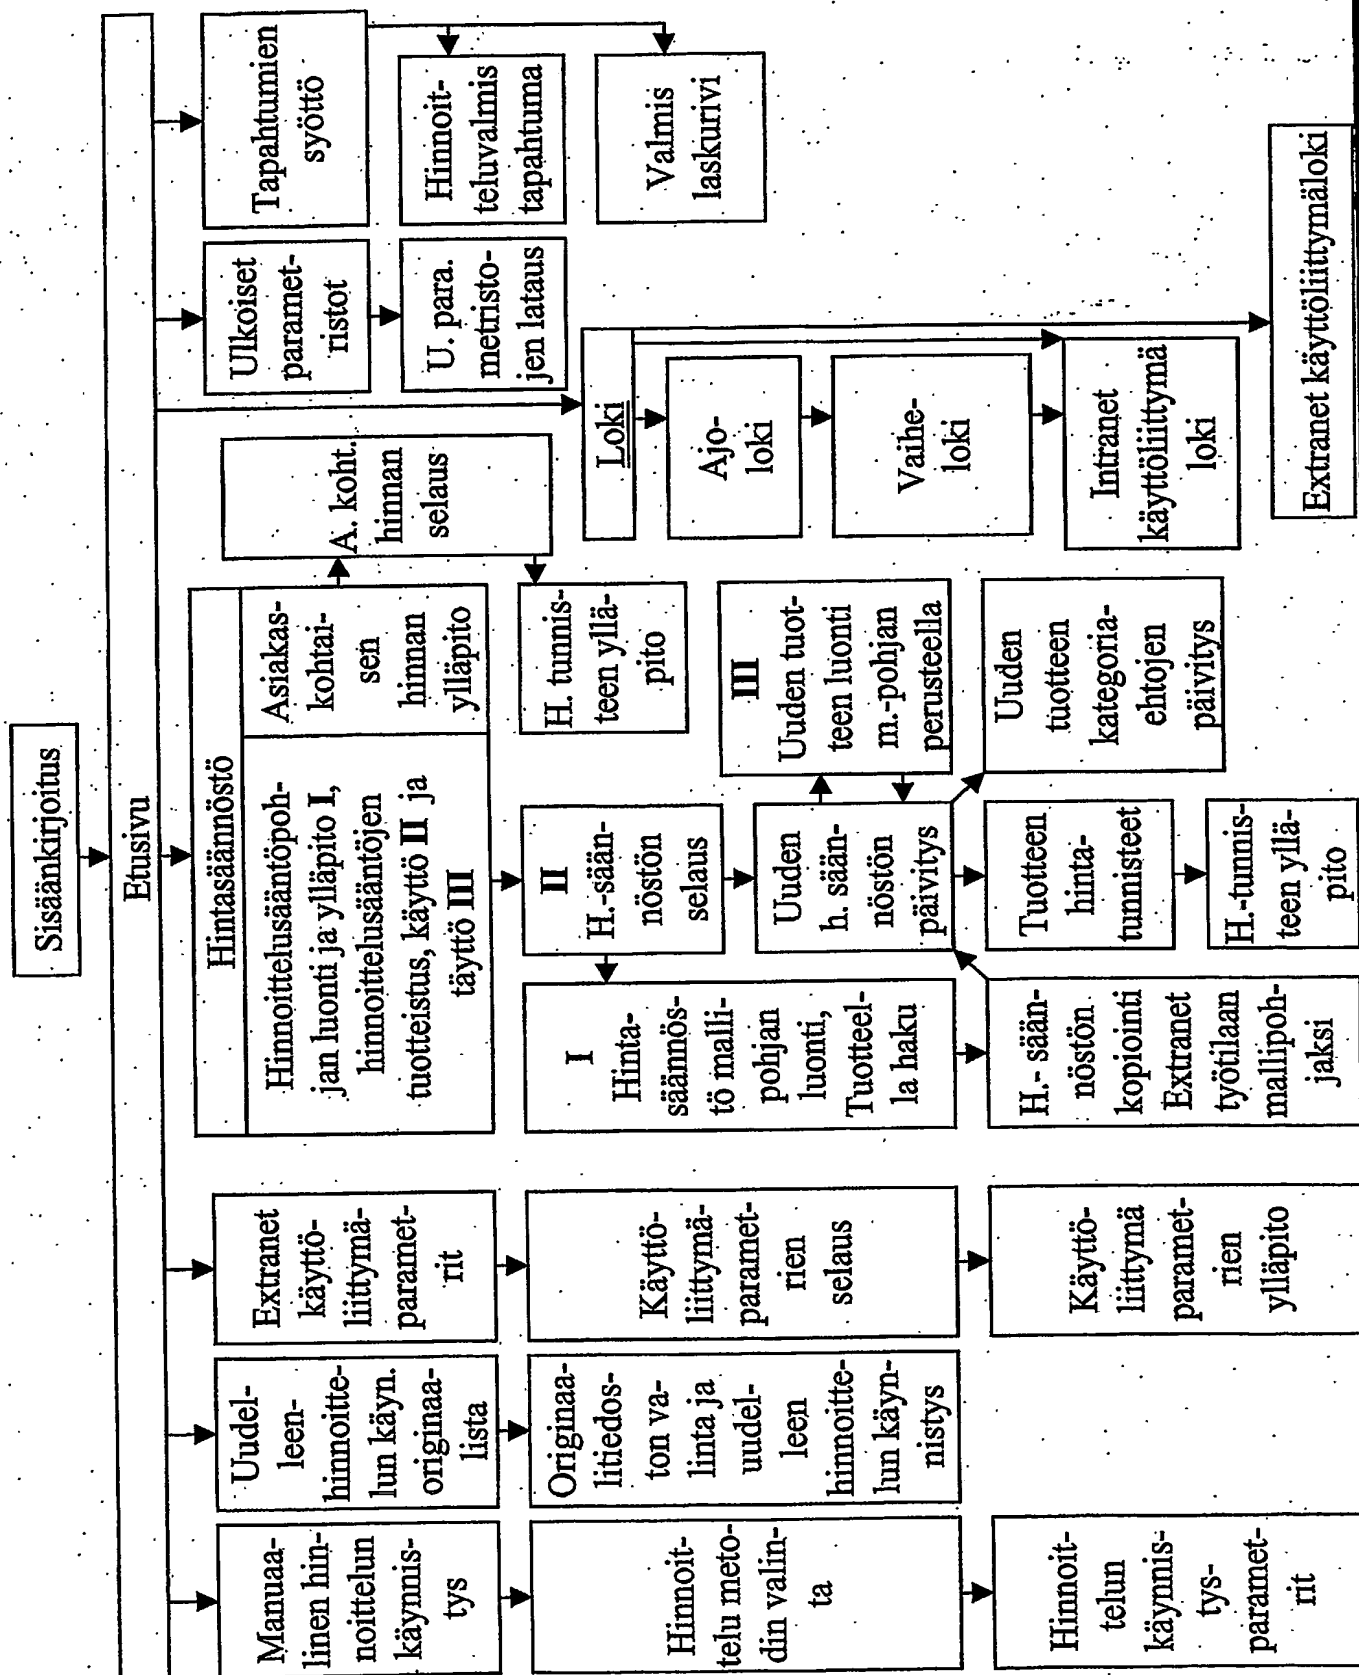 Sisäänkirjoitus
Etusivu
Manuaa-
linen hin-
noittelun
käynnis-
tys
Hinnoit-
telu meto-
din valin-
ta
Hinnoit-
telun
käynnis-
tys-
paramet-
rit
Uudel-
leen-
hinnoitte-
lun käyn.
originaa-
lista
Originaa-
litiedos-
ton va-
linta ja
uudel-
leen
hinnoitte-
lun käyn-
nistys
Extranet
käyttö-
liittymä-
paramet-
rit
Käyttö-
liittymä-
paramet-
rien
selaus
Käyttö-
liittymä
paramet-
rien
ylläpito
Hintasäännöstö
Hinnoittelusääntöpoh-
jan luonti ja ylläpito I,
hinnoittelusääntöjen
tuotteistus, käyttö II ja
täyttö III
Asiakas-
kohtai-
sen
hinnan
ylläpito
A. koht.
hinnan
selaus
H. tunnis-
teen yllä-
pito
I
Hinta-
säännös-
tö malli-
pohjan
luonti,
Tuotteel-
la haku
II
H.-sään-
nöstön
selaus
Uuden
h. sään-
nöstön
päivitys
III
Uuden tuot-
teen luonti
m.-pohjan
perusteella
H.- sään-
nöstön
kopiointi
Extranet
työtilaan
mallipoh-
jaksi
Tuotteen
hinta-
tunnisteet
H.-tunnis-
teen yllä-
pito
Uuden
tuotteen
kategoria-
ehtojen
päivitys
Loki
Ajo-
loki
Vaihe-
loki
Intranet
käyttöliittymä
loki
Extranet käyttöliittymäloki
Ulkoiset
paramet-
ristot
U. para.
metristo-
jen lataus
Tapahtumien
syöttö
Hinnoit-
teluvalmis
tapahtuma
Valmis
laskurivi